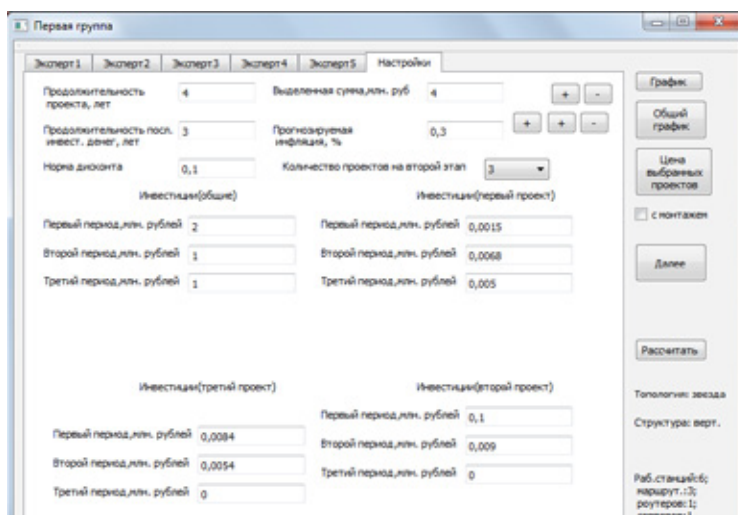 Первая группа
Эксперт1 Эксперт2 Эксперт3 Эксперт4 Эксперт5 Настройки
Продолжительность проекта, лет
4
Выделенная сумма,млн. руб
4
+ -
Продолжительность посл. инвест. денег, лет
3
Прогнозируемая инфляция, %
0,3
+ + -
Норма дисконта
0,1
Количество проектов на второй этап
3
Инвестиции(общие)
Первый период,млн. рублей 2
Второй период,млн. рублей 1
Третий период,млн. рублей 1
Инвестиции(первый проект)
Первый период,млн. рублей 0,0015
Второй период,млн. рублей 0,0068
Третий период,млн. рублей 0,005
Инвестиции(третий проект)
Первый период,млн. рублей 0,0084
Второй период,млн. рублей 0,0054
Третий период,млн. рублей 0
Инвестиции(второй проект)
Первый период,млн. рублей 0,1
Второй период,млн. рублей 0,009
Третий период,млн. рублей 0
График
Общий
график
Цена
выбранных
проектов
с монтажем
Далее
Рассчитать
Топология: звезда
Структура: верт.
Раб.станций:6;
маршрут.:3;
роутеров:1;